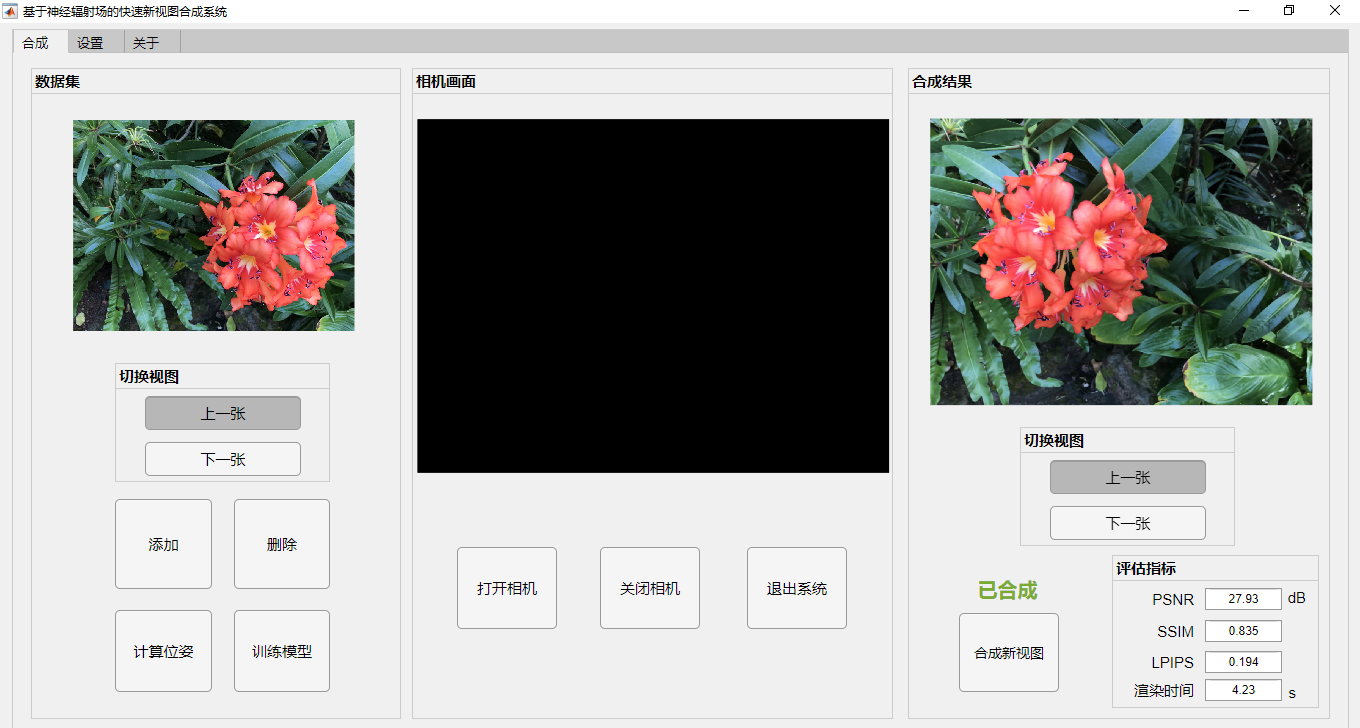 基于神经辐射场的快速新视图合成系统
合成
设置
关于
数据集
切换视图
上一张
下一张
添加
删除
计算位姿
训练模型
相机画面
打开相机
关闭相机
退出系统
合成结果
切换视图
上一张
下一张
已合成
合成新视图
评估指标
PSNR 27.93 dB
SSIM 0.835
LPIPS 0.194
渲染时间 4.23 s